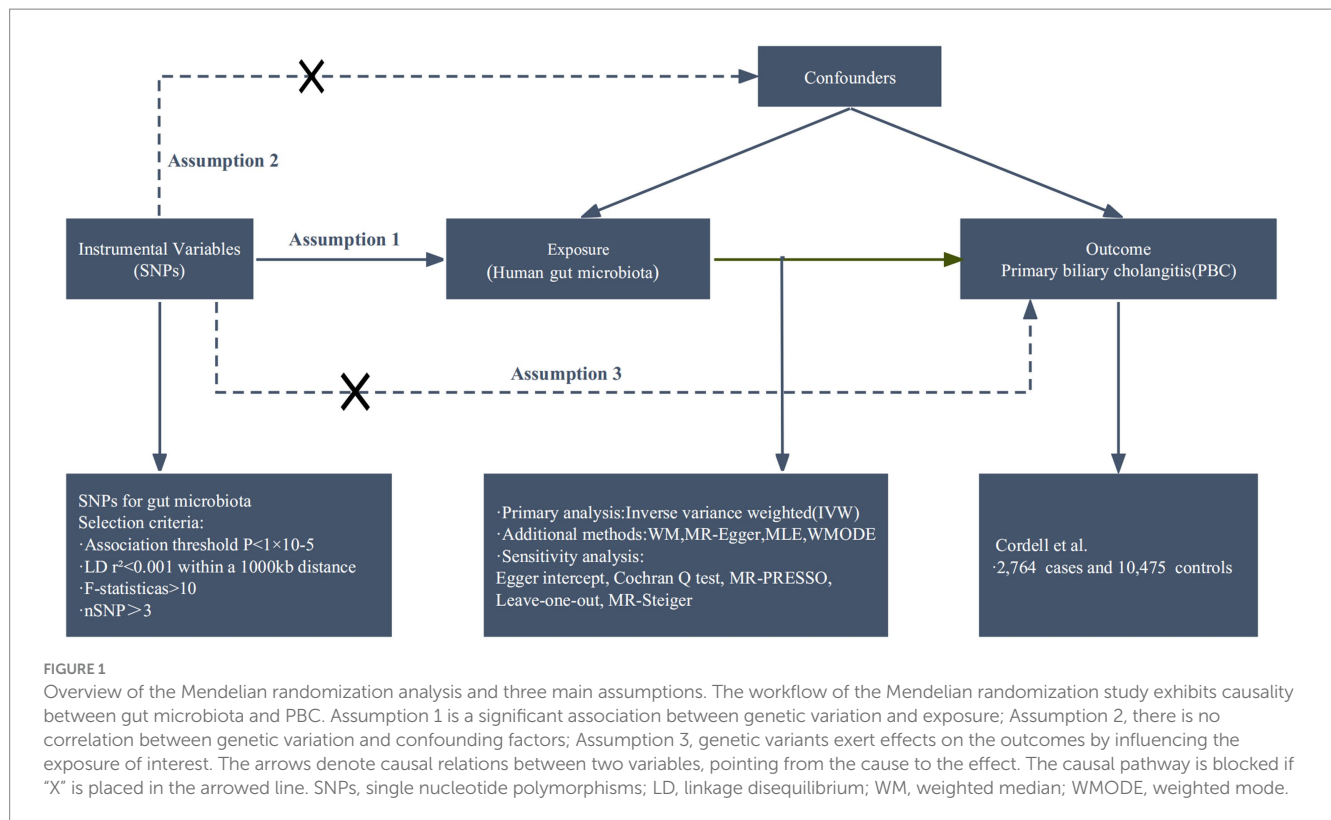 Confounders
Assumption 2
Instrumental Variables
(SNPs)
Assumption 1
Exposure
(Human gut microbiota)
Outcome
Primary biliary cholangitis(PBC)
Assumption 3
SNPs for gut microbiota
Selection criteria:
·Association threshold P<1×10-5
·LD r²<0.001 within a 1000kb distance
·F-statisticas>10
·nSNP＞3
·Primary analysis:Inverse variance weighted(IVW)
·Additional methods:WM,MR-Egger,MLE,WMODE
·Sensitivity analysis:
Egger intercept, Cochran Q test, MR-PRESSO,
Leave-one-out, MR-Steiger
Cordell et al.
·2,764 cases and 10,475 controls
FIGURE 1
Overview of the Mendelian randomization analysis and three main assumptions. The workflow of the Mendelian randomization study exhibits causality
between gut microbiota and PBC. Assumption 1 is a significant association between genetic variation and exposure; Assumption 2, there is no
correlation between genetic variation and confounding factors; Assumption 3, genetic variants exert effects on the outcomes by influencing the
exposure of interest. The arrows denote causal relations between two variables, pointing from the cause to the effect. The causal pathway is blocked if
“X” is placed in the arrowed line. SNPs, single nucleotide polymorphisms; LD, linkage disequilibrium; WM, weighted median; WMODE, weighted mode.